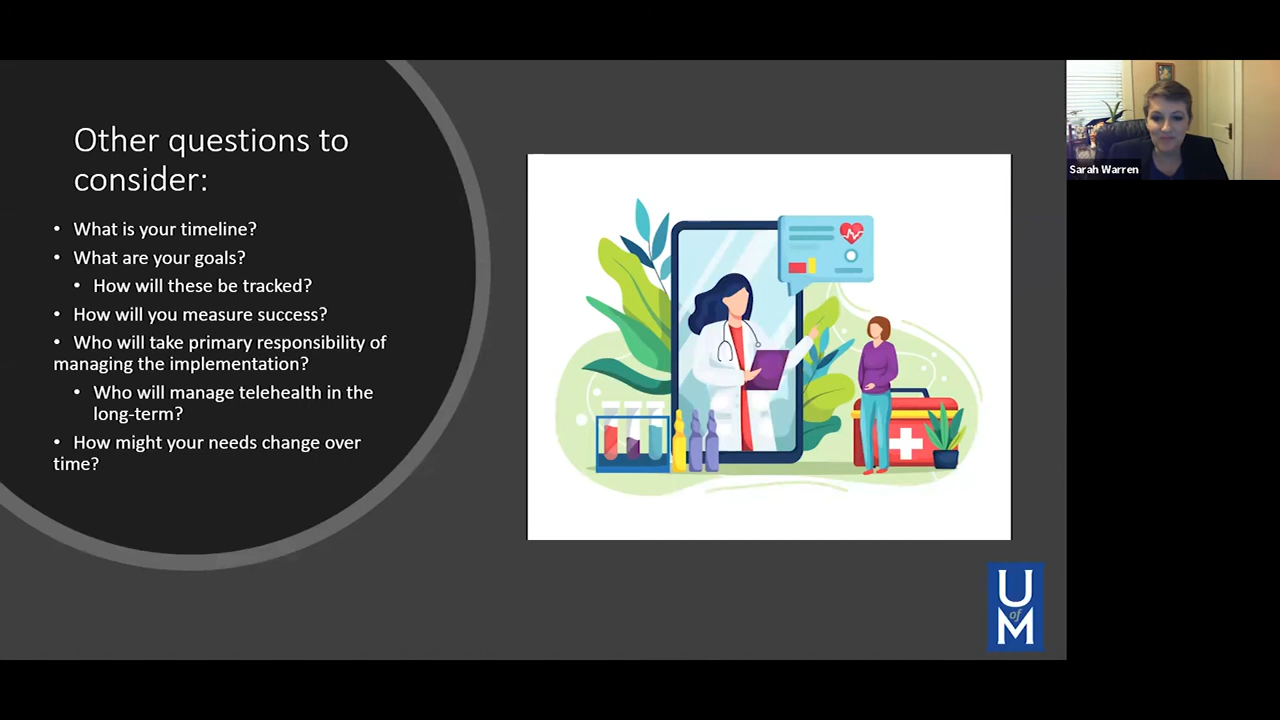 Other questions to
consider:
• What is your timeline?
• What are your goals?
• How will these be tracked?
• How will you measure success?
• Who will take primary responsibility of
managing the implementation?
• Who will manage telehealth in the
long-term?
• How might your needs change over
time?
Sarah Warren
U
of
M